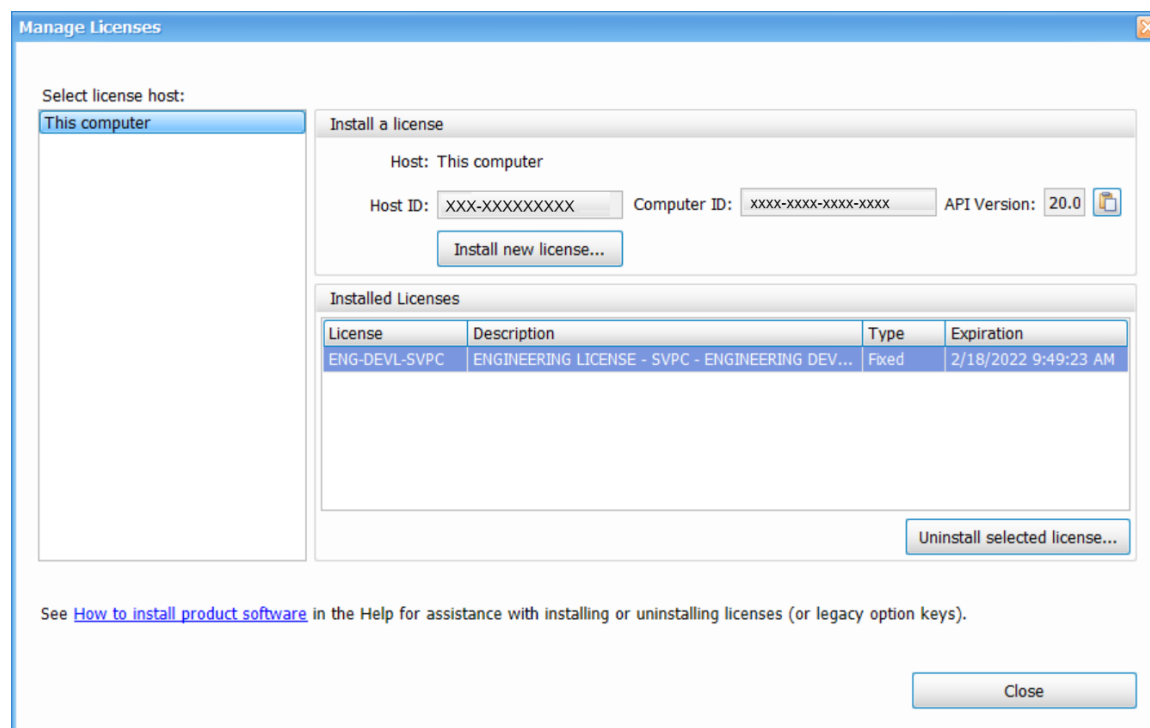 Manage Licenses
Select license host:
This computer
Install a license
Host: This computer
Host ID: XXX-XXXXXXXXX Computer ID: XXXX-XXXX-XXXX-XXXX API Version: 20.0
Install new license...
Installed Licenses
License Description Type Expiration
ENG-DEVL-SVPC ENGINEERING LICENSE - SVPC - ENGINEERING DEV... Fixed 2/18/2022 9:49:23 AM
Uninstall selected license...
See How to install product software in the Help for assistance with installing or uninstalling licenses (or legacy option keys).
Close